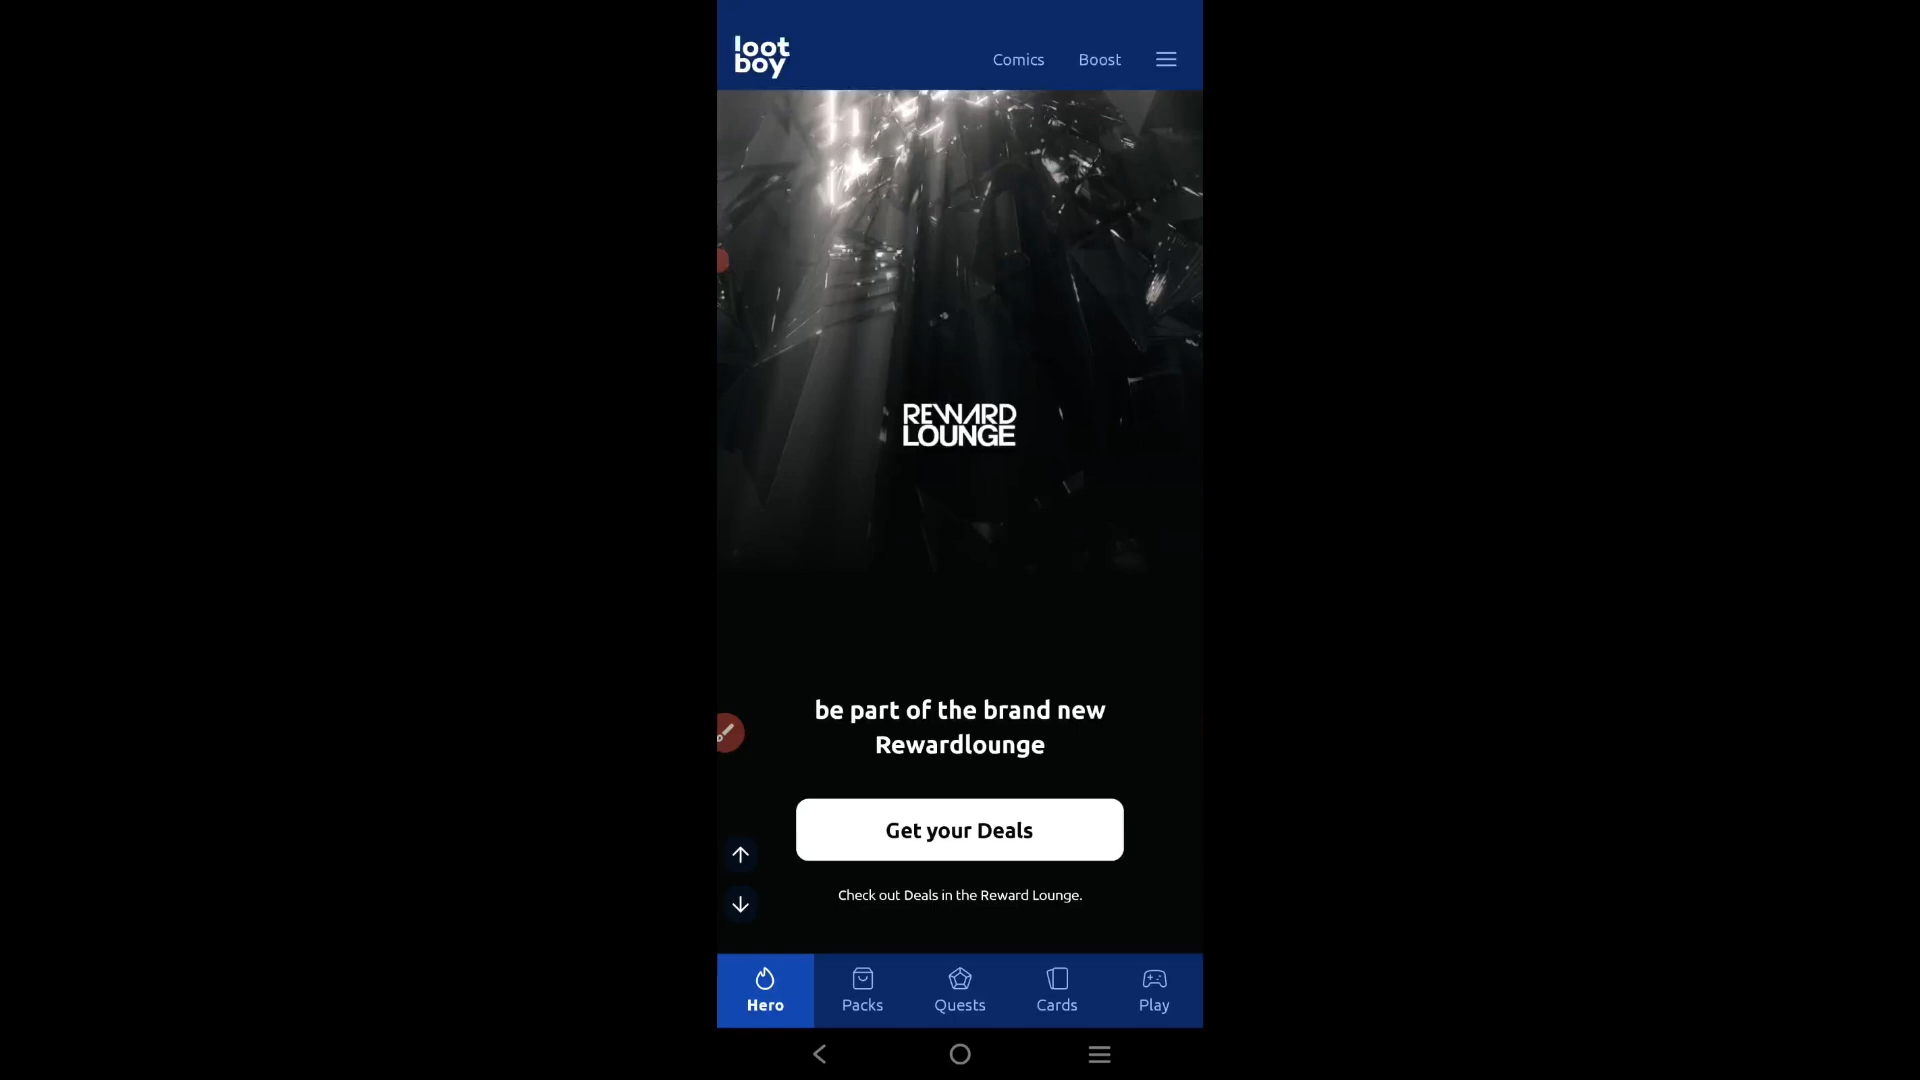 loot
boy
Comics
Boost
REWARD
LOUNGE
be part of the brand new
Rewardlounge
Get your Deals
Check out Deals in the Reward Lounge.
Hero
Packs
Quests
Cards
Play